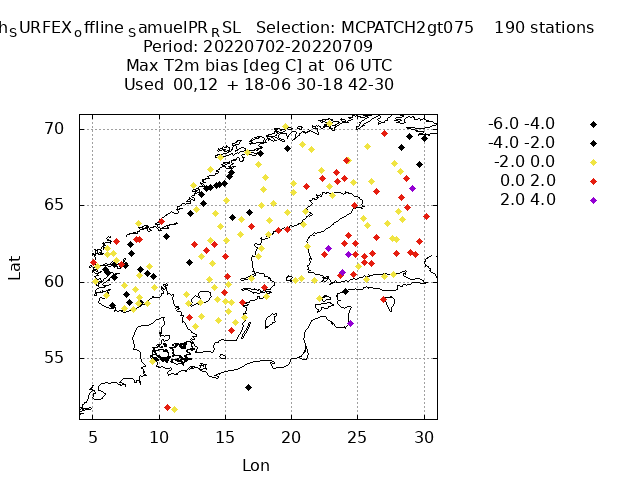 hSURFEXoffline SamuelPRRSL Selection: MCPATCH2gt075 190 stations
Period: 20220702-20220709
Max T2m bias [deg C] at 06 UTC
Used 00,12 + 18-06 30-18 42-30
-6.0 -4.0
-4.0 -2.0
-2.0 0.0
0.0 2.0
2.0 4.0
70
65
60
55
Lat
5 10 15 20 25 30
Lon